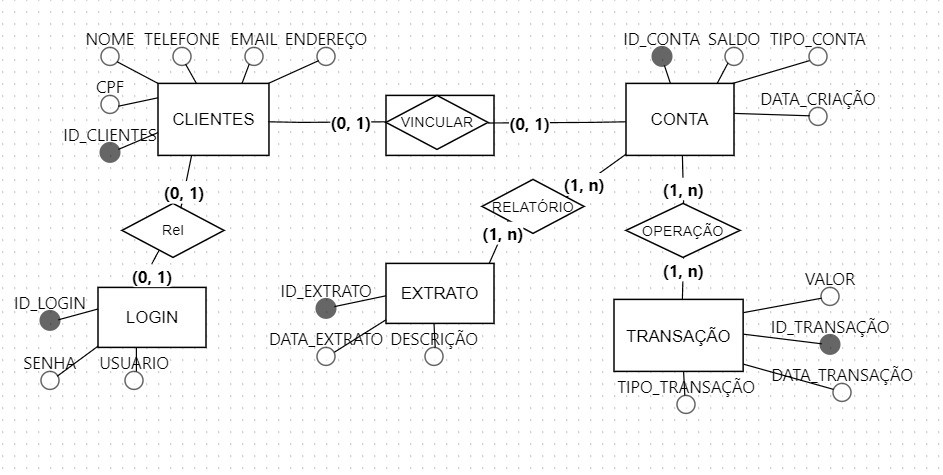 NOME TELEFONE EMAIL ENDEREÇO
ID_CONTA SALDO TIPO_CONTA
CPF
DATA_CRIAÇÃO
CLIENTES
(0, 1) VINCULAR (0, 1)
CONTA
ID_CLIENTES
(0, 1)
(1, n)
(1, n)
Rel
RELATÓRIO
OPERAÇÃO
(1, n)
(0, 1)
(1, n)
ID_LOGIN
LOGIN
ID_EXTRATO
EXTRATO
VALOR
ID_TRANSAÇÃO
TRANSAÇÃO
DATA_EXTRATO DESCRIÇÃO
SENHA USUARIO
DATA_TRANSAÇÃO
TIPO_TRANSAÇÃO